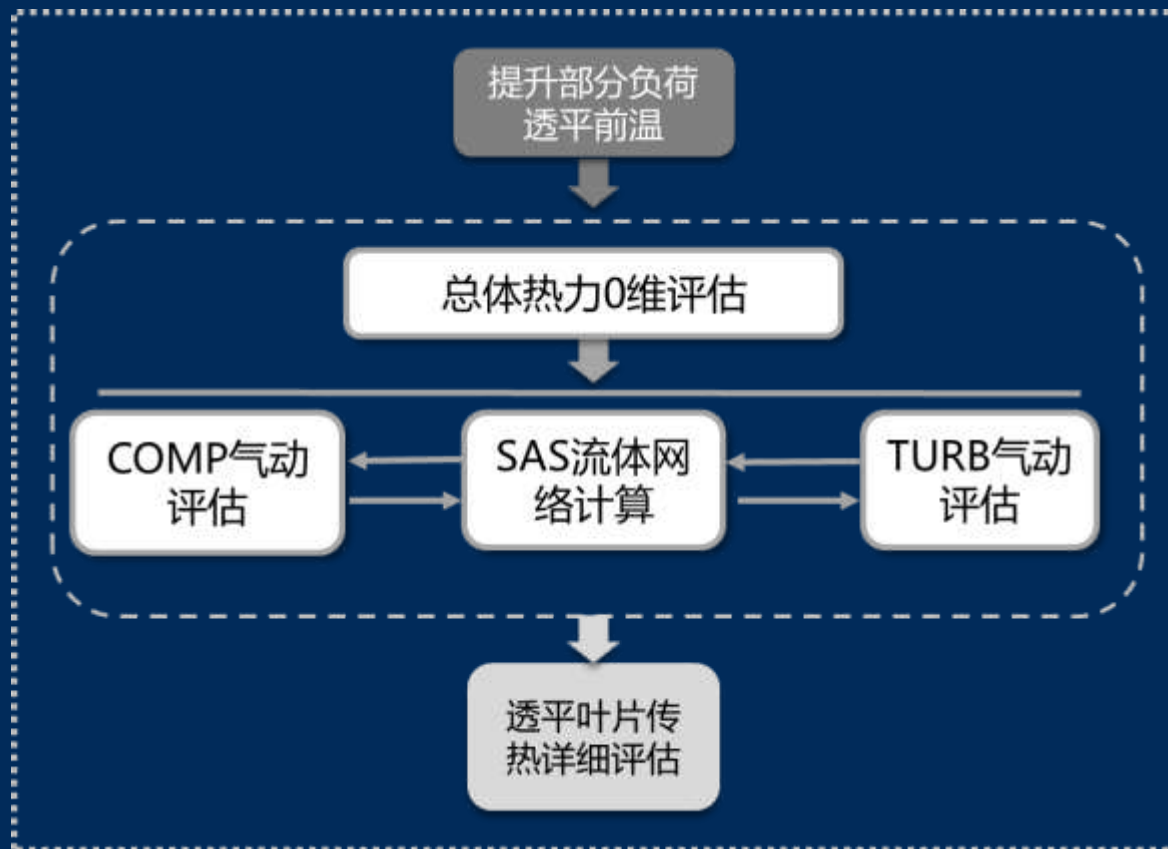 提升部分负荷
透平前温
总体热力0维评估
COMP气动
评估
SAS流体网
络计算
TURB气动
评估
透平叶片传
热详细评估